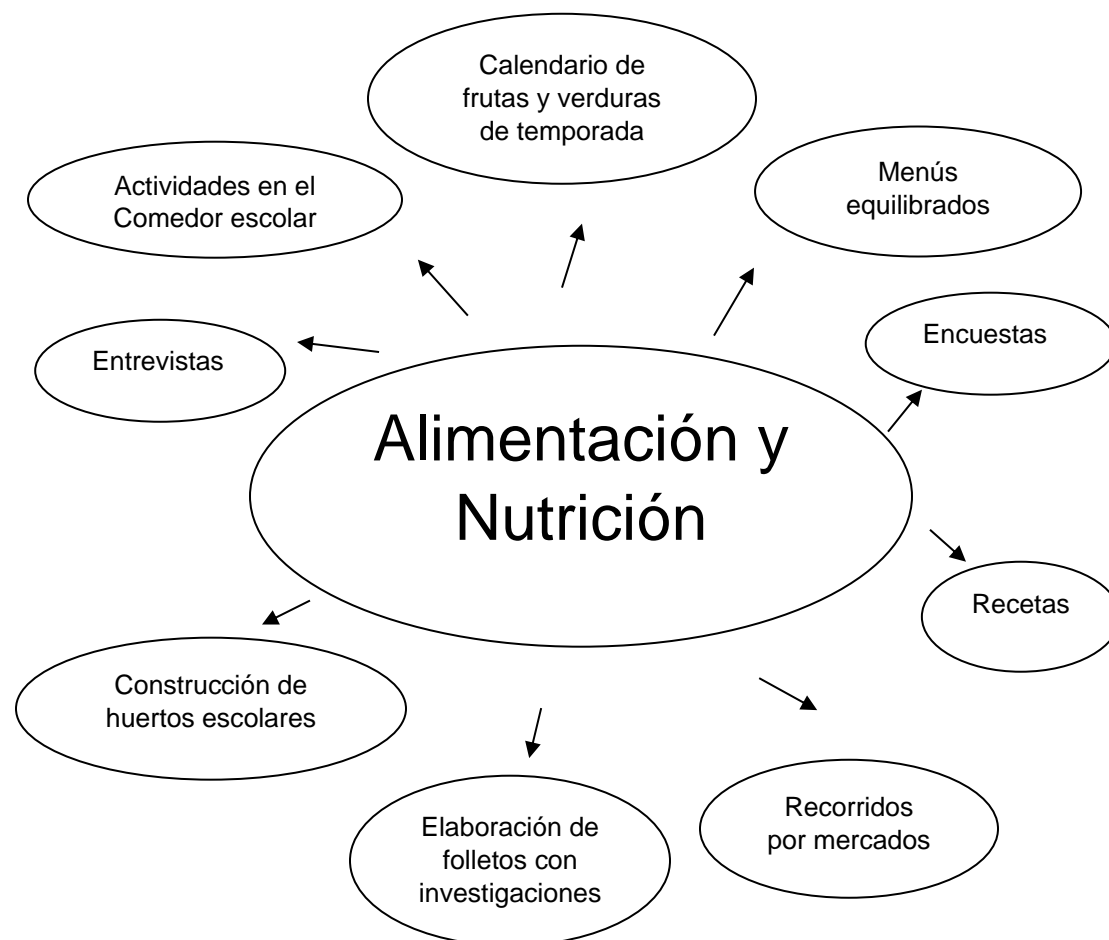 Calendario de
frutas y verduras
de temporada
Actividades en el
Comedor escolar
Menús
equilibrados
Entrevistas
Encuestas
Alimentación y
Nutrición
Recetas
Construcción de
huertos escolares
Elaboración de
folletos con
investigaciones
Recorridos
por mercados